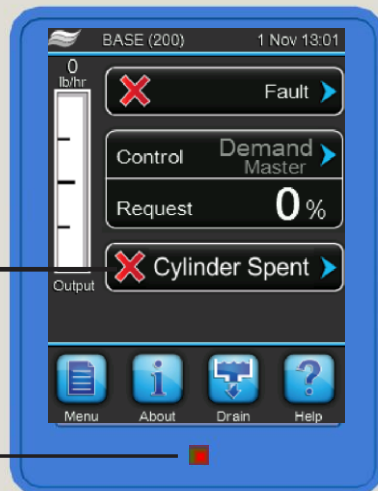 BASE (200) 1 Nov 13:01
0
lb/hr
Fault
Control Demand
Master
Request 0 %
Cylinder Spent
Output
Menu About Drain Help